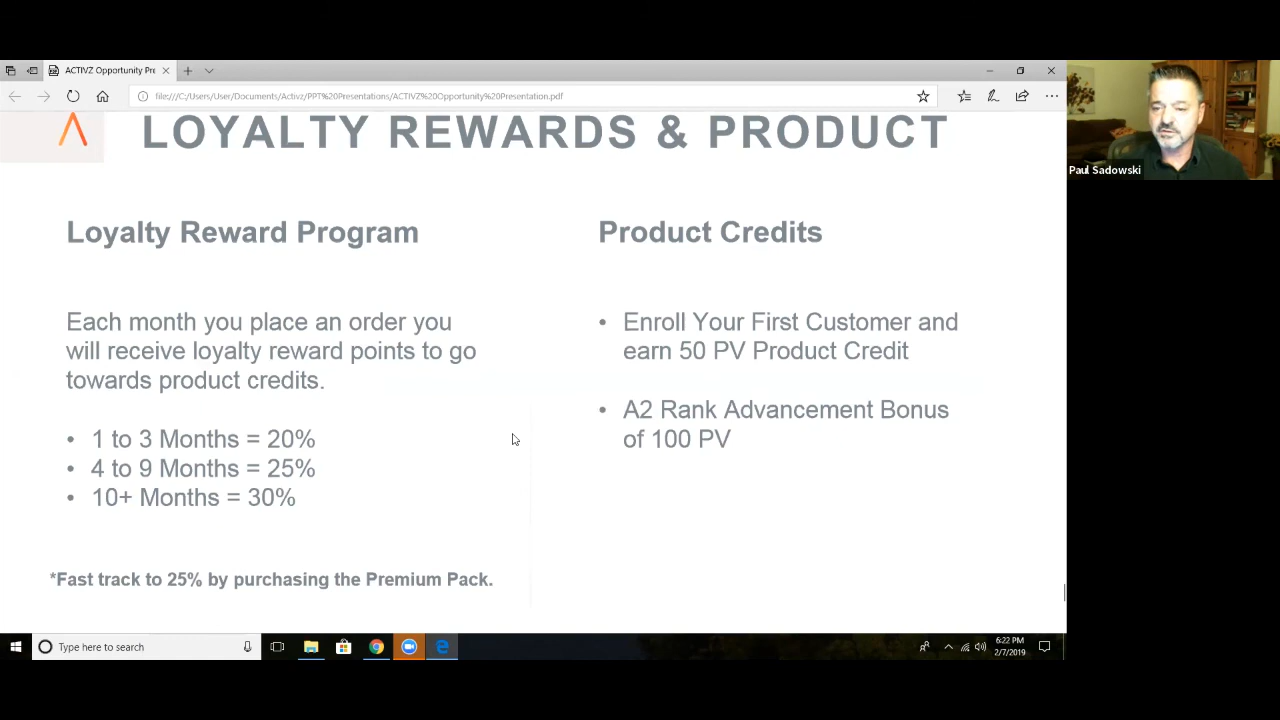 ACTIVZ Opportunity Pre
file:///C:/Users/User/Documents/Activz/PPT%20Presentations/ACTIVZ%20Opportunity%20Presentation.pdf
LOYALTY REWARDS & PRODUCT
Paul Sadowski
Loyalty Reward Program
Each month you place an order you
will receive loyalty reward points to go
towards product credits.
• 1 to 3 Months = 20%
• 4 to 9 Months = 25%
• 10+ Months = 30%
*Fast track to 25% by purchasing the Premium Pack.
Product Credits
• Enroll Your First Customer and
earn 50 PV Product Credit
• A2 Rank Advancement Bonus
of 100 PV
Type here to search
6:22 PM
2/7/2019